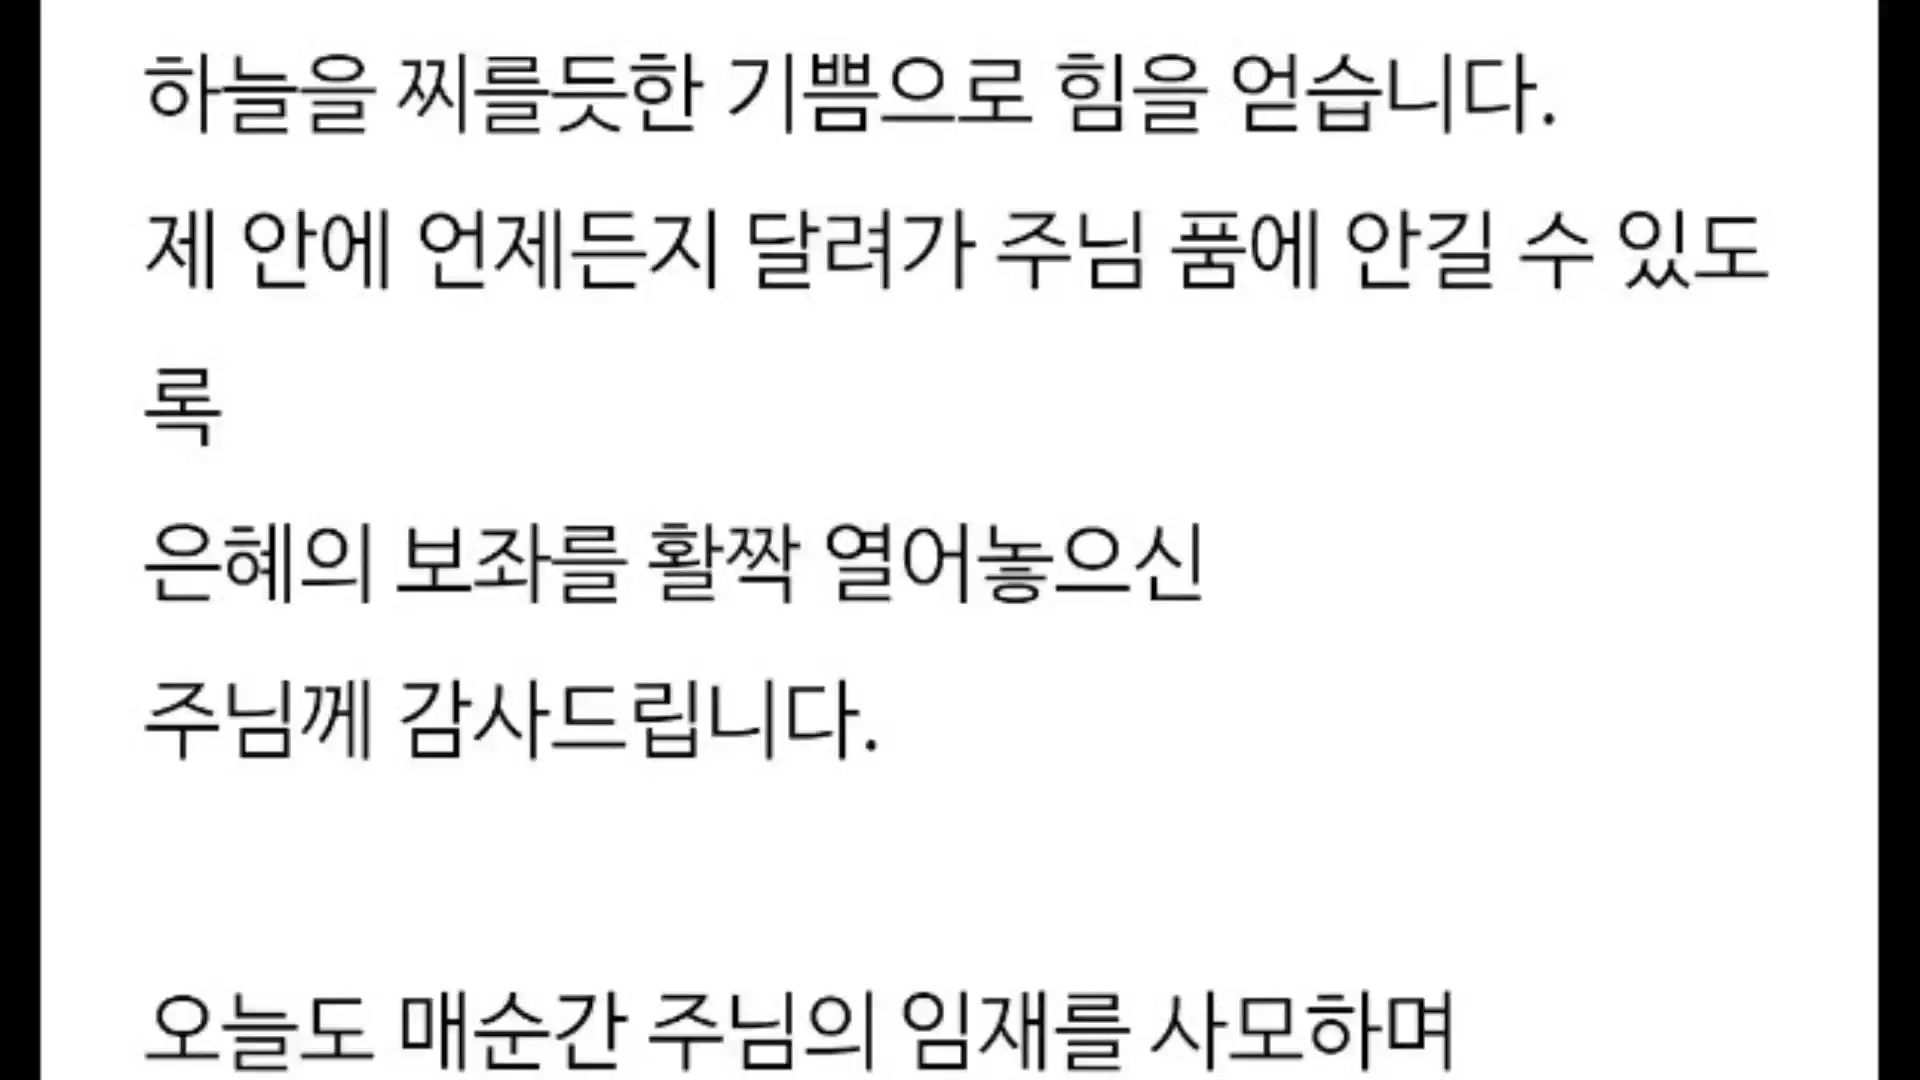 하늘을 찌를듯한 기쁨으로 힘을 얻습니다.
제 안에 언제든지 달려가 주님 품에 안길 수 있도
록
은혜의 보좌를 활짝 열어놓으신
주님께 감사드립니다.
오늘도 매순간 주님의 임재를 사모하며